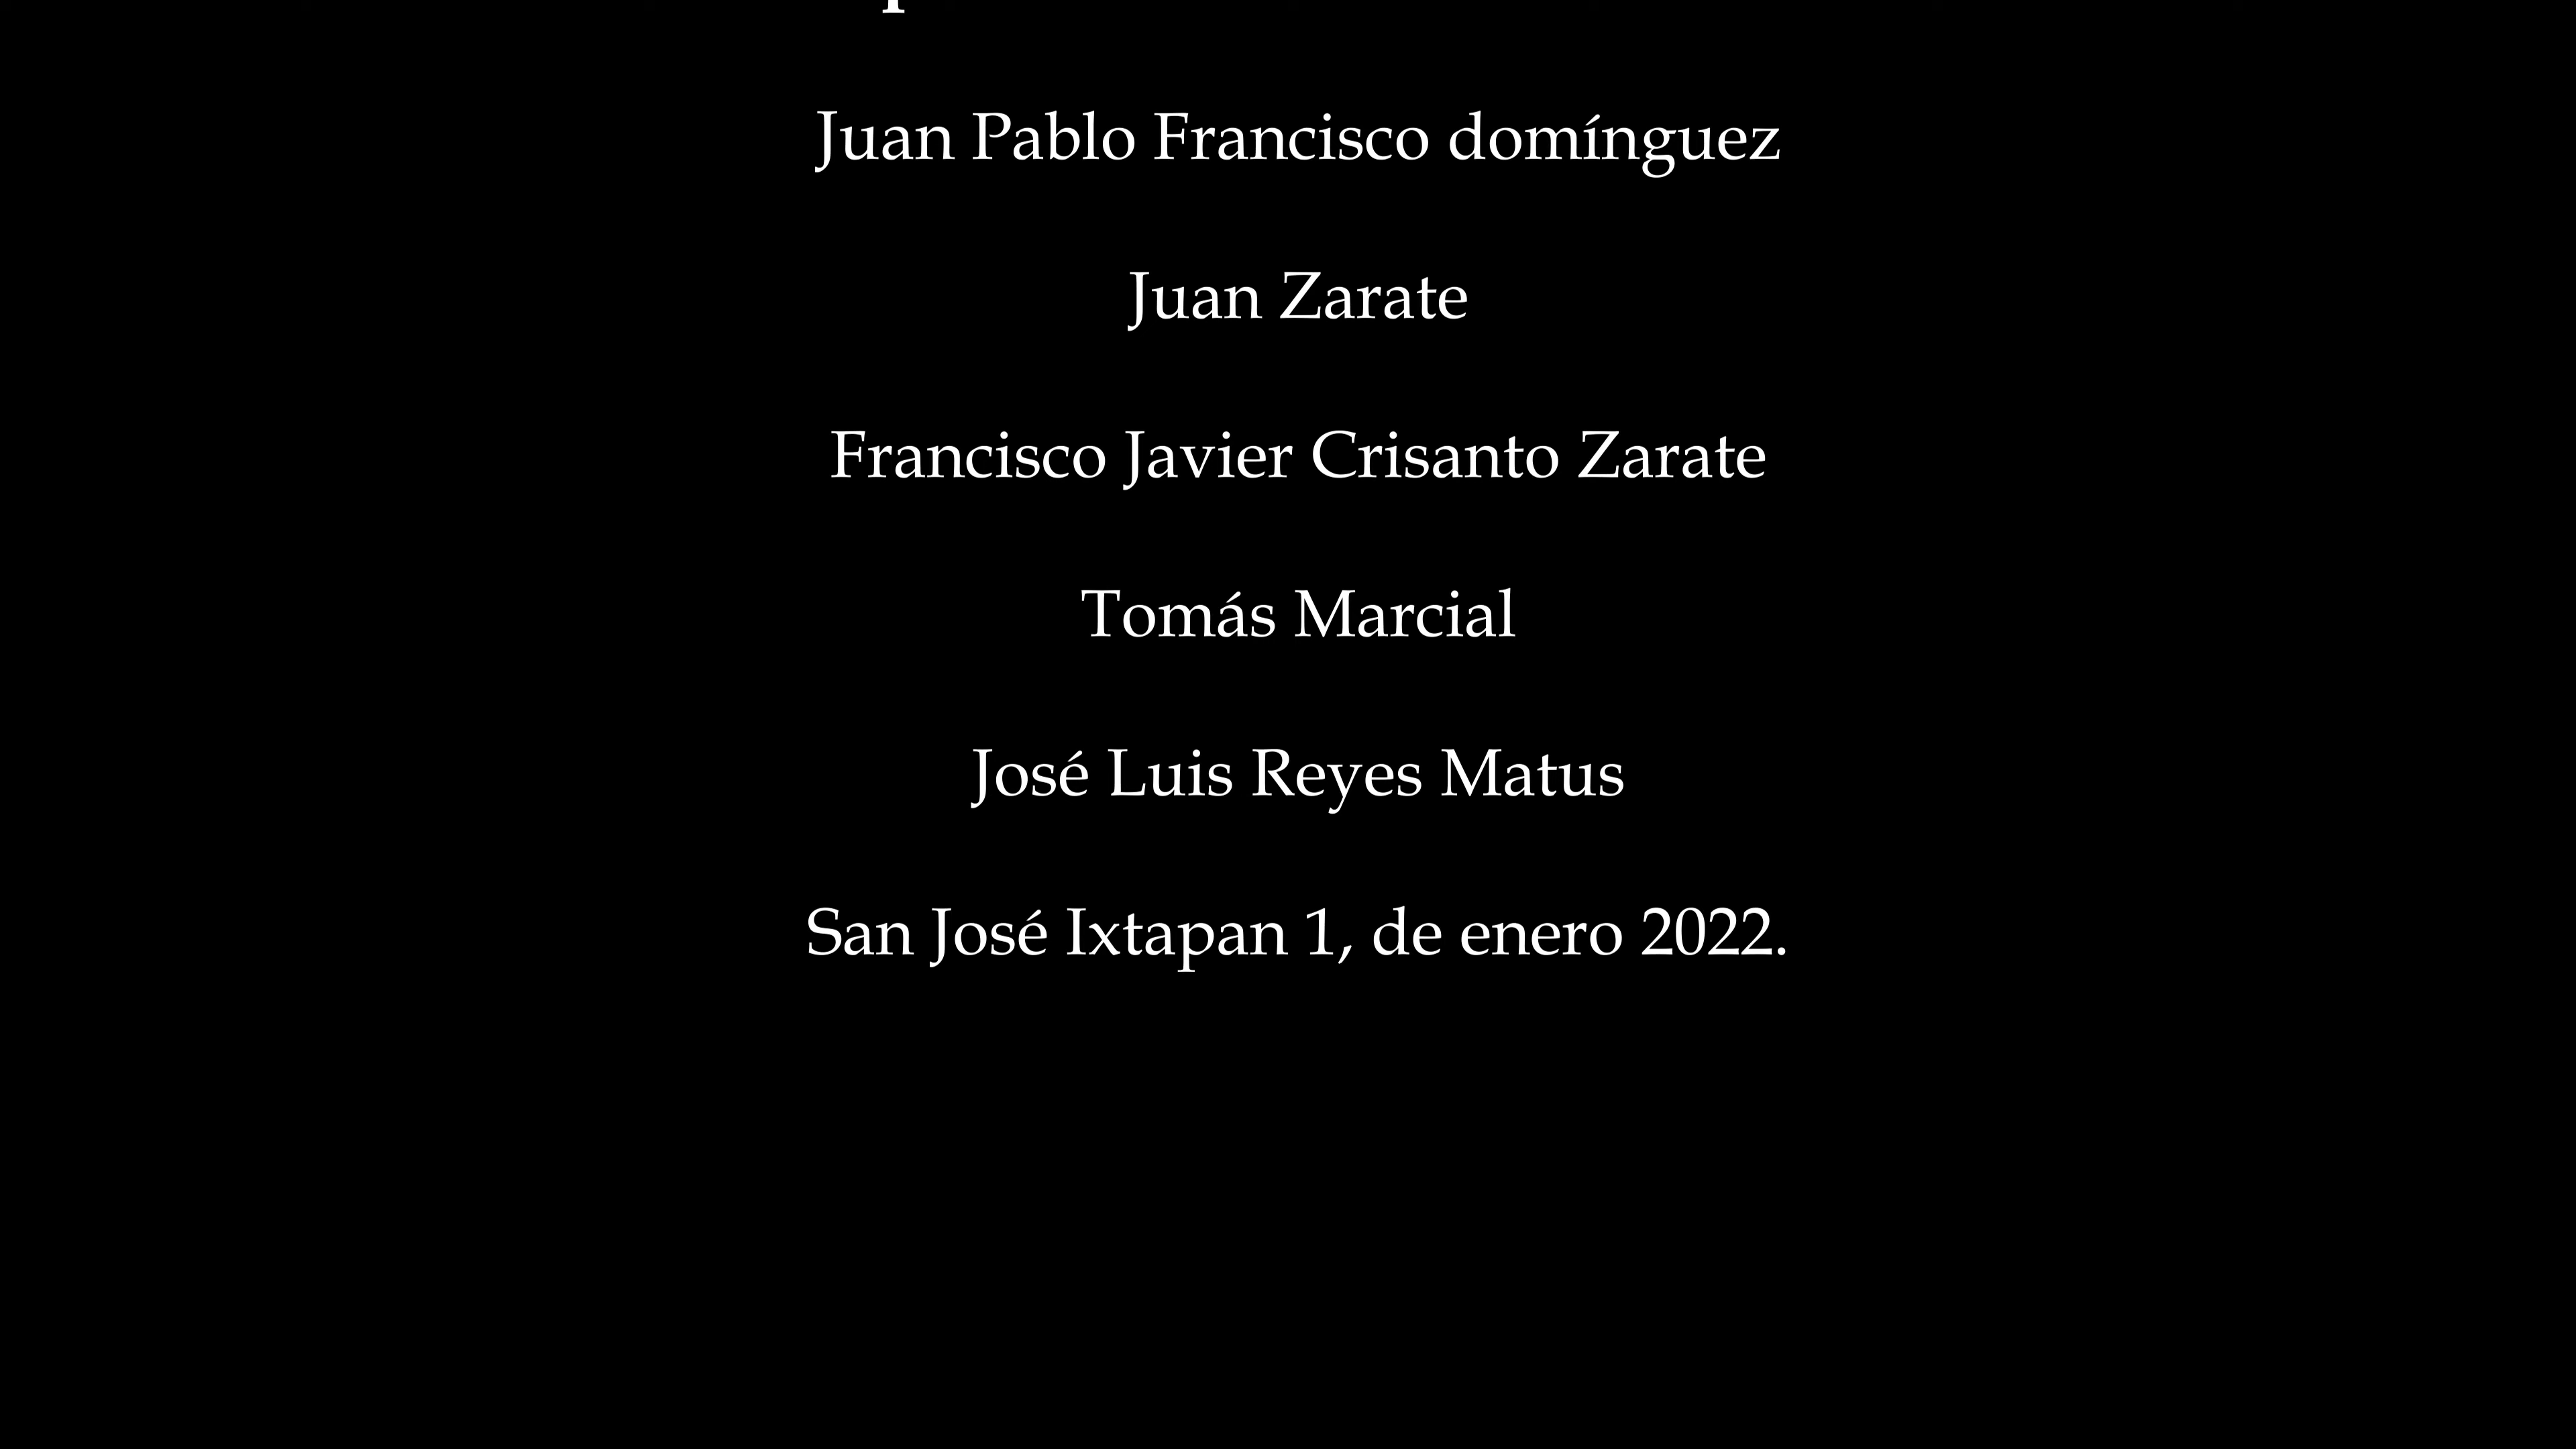 Juan Pablo Francisco domínguez
Juan Zarate
Francisco Javier Crisanto Zarate
Tomás Marcial
José Luis Reyes Matus
San José Ixtapan 1, de enero 2022.